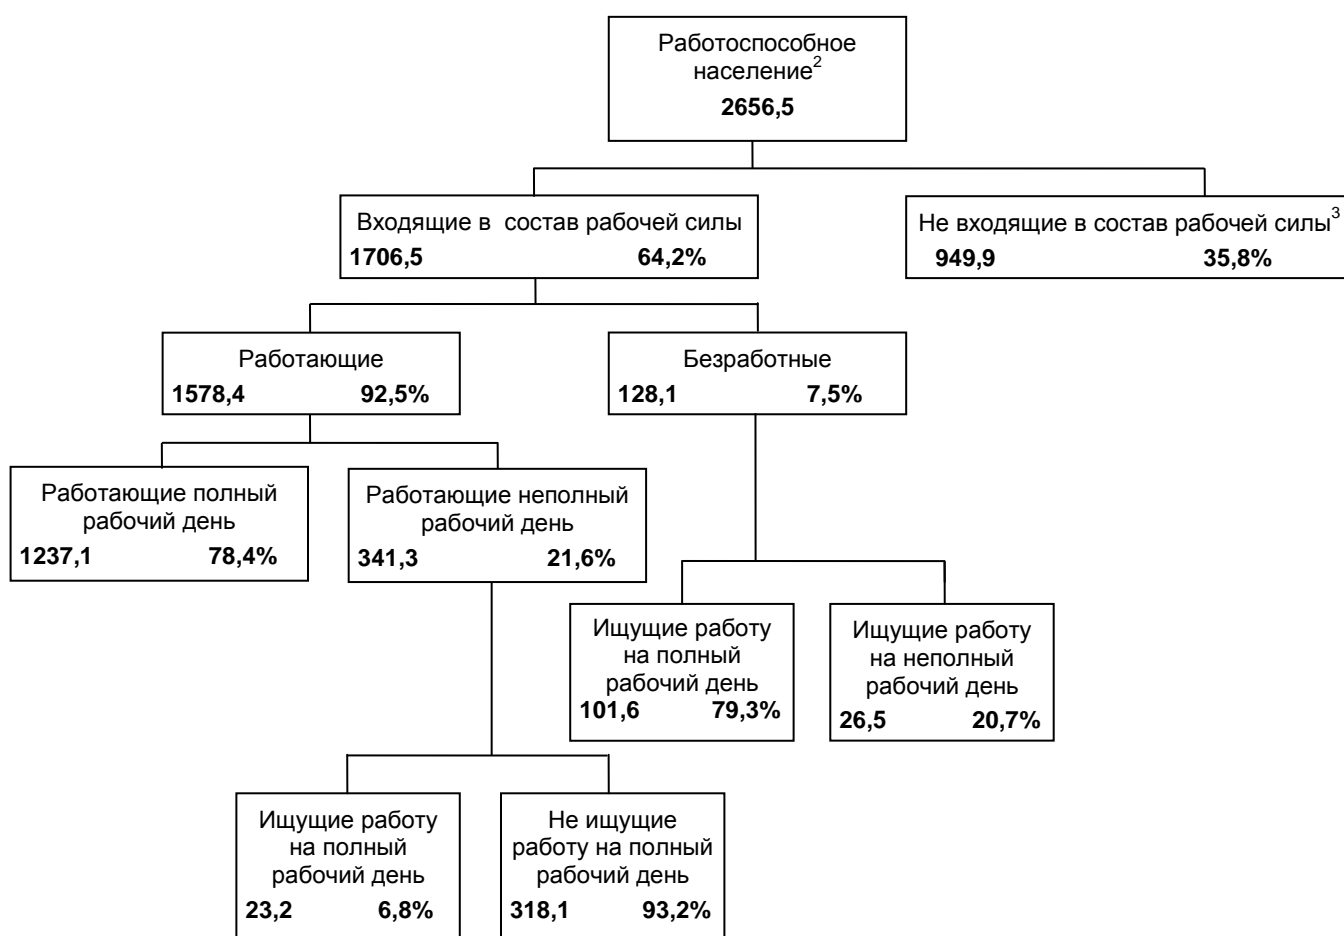 Работоспособное
население²
2656,5
Входящие в состав рабочей силы
1706,5 64,2%
Не входящие в состав рабочей силы³
949,9 35,8%
Работающие
1578,4 92,5%
Безработные
128,1 7,5%
Работающие полный
рабочий день
1237,1 78,4%
Работающие неполный
рабочий день
341,3 21,6%
Ищущие работу
на полный
рабочий день
101,6 79,3%
Ищущие работу
на неполный
рабочий день
26,5 20,7%
Ищущие работу
на полный
рабочий день
23,2 6,8%
Не ищущие
работу на полный
рабочий день
318,1 93,2%